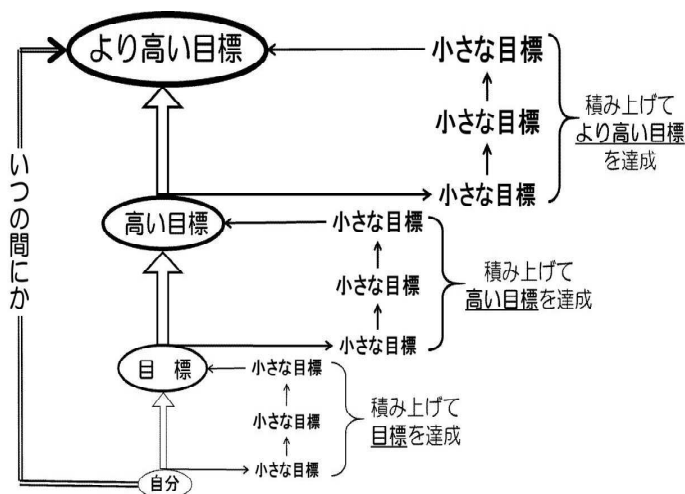 より高い目標
小さな目標
小さな目標
小さな目標
積み上げて
より高い目標
を達成
いつの間にか
高い目標
小さな目標
小さな目標
小さな目標
積み上げて
高い目標を達成
目標
小さな目標
小さな目標
小さな目標
積み上げて
目標を達成
自分